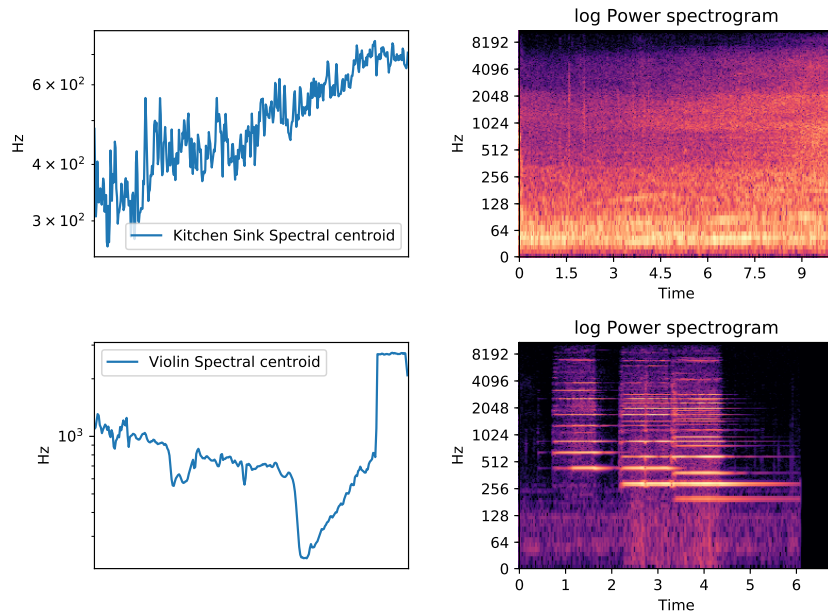 6 × 10²
4 × 10²
3 × 10²
Hz
Kitchen Sink Spectral centroid
log Power spectrogram
8192
4096
2048
1024
512
256
128
64
0
Hz
0 1.5 3 4.5 6 7.5 9
Time
10³
Hz
Violin Spectral centroid
log Power spectrogram
8192
4096
2048
1024
512
256
128
64
0
Hz
0 1 2 3 4 5 6
Time